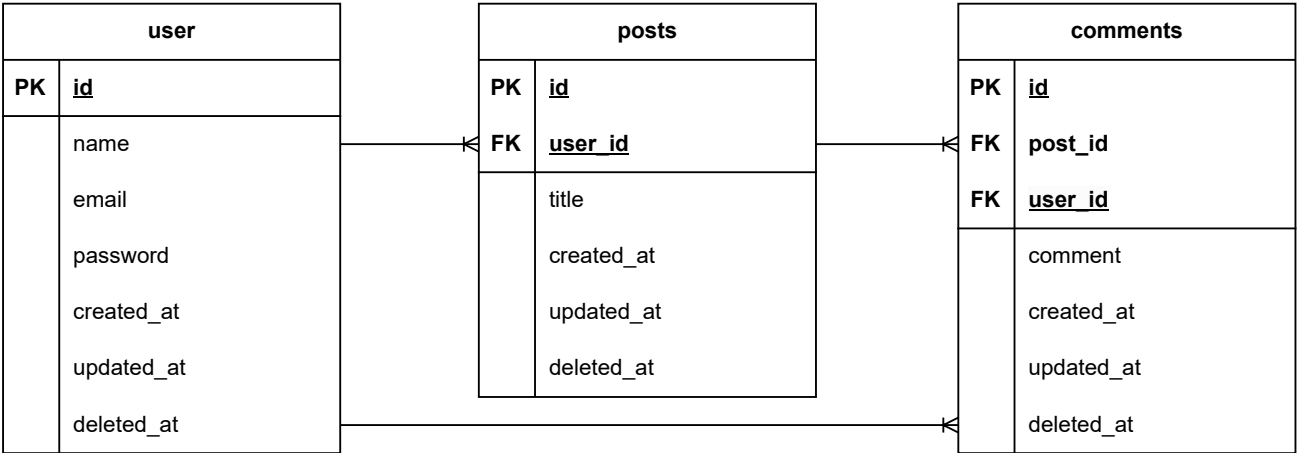 user
PK id
name
email
password
created_at
updated_at
deleted_at
posts
PK id
FK user_id
title
created_at
updated_at
deleted_at
comments
PK id
FK post_id
FK user_id
comment
created_at
updated_at
deleted_at